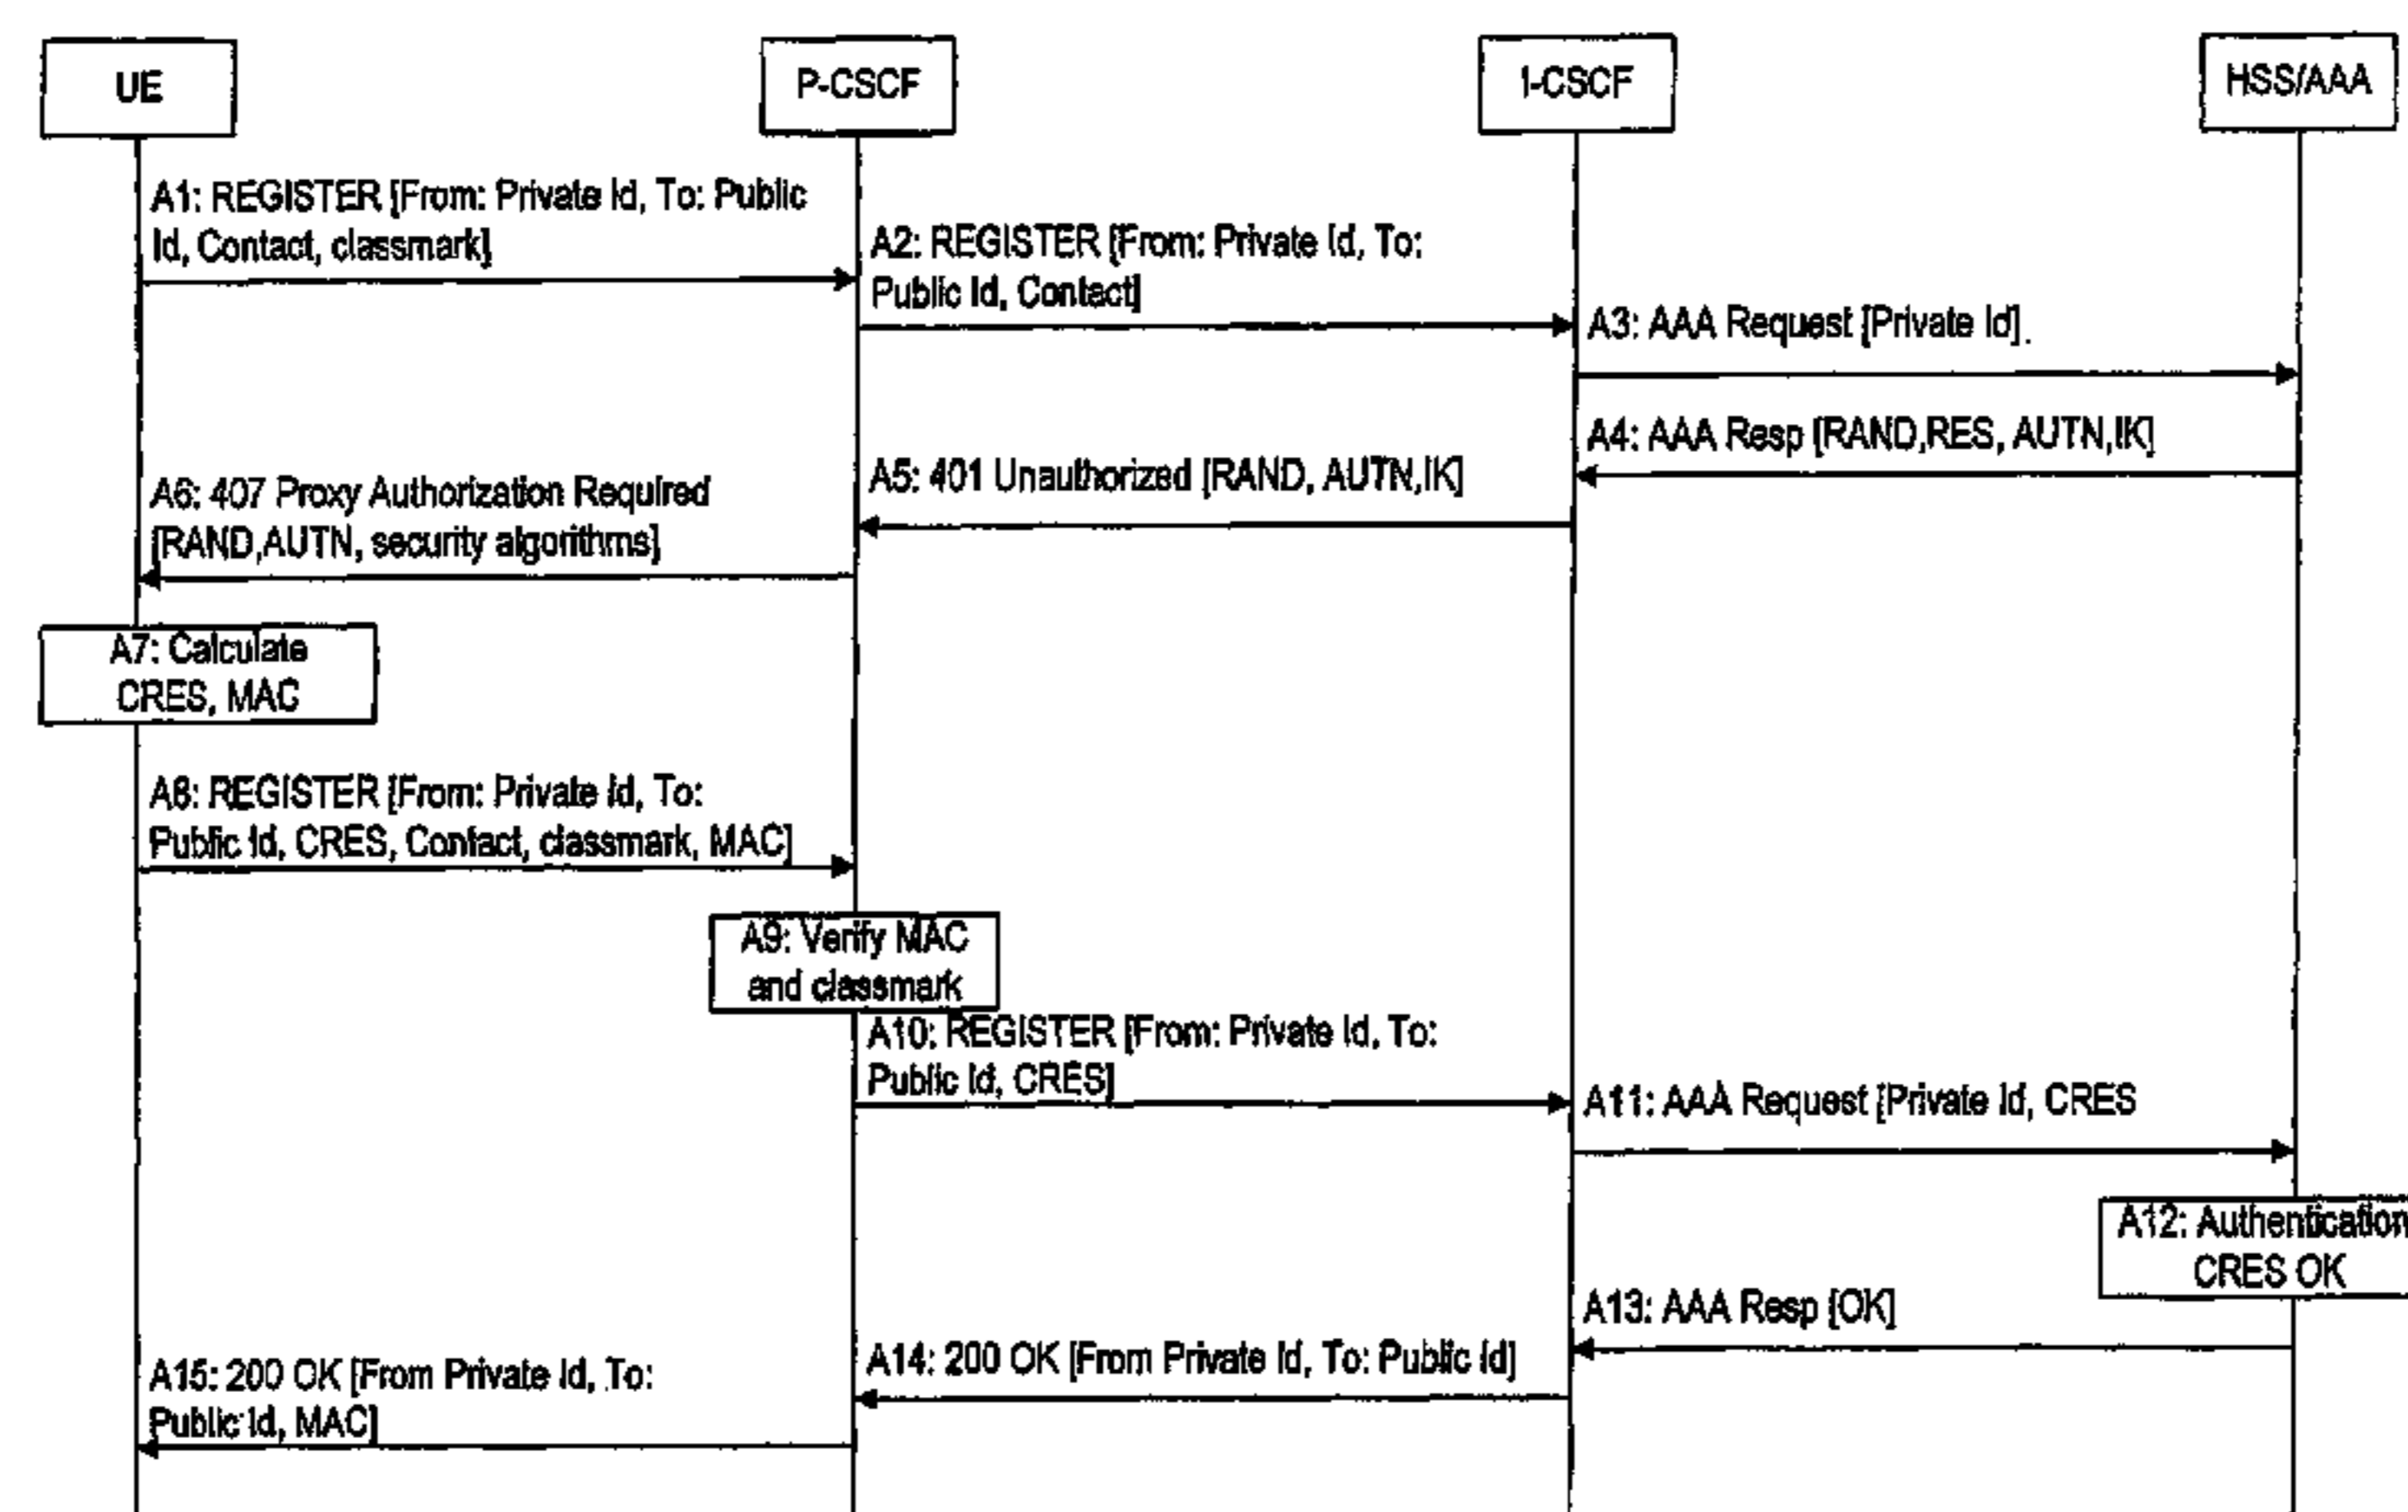 UE
P-CSCF
I-CSCF
HSS/AAA
A1: REGISTER [From: Private Id, To: Public
Id, Contact, classmark]
A2: REGISTER [From: Private Id, To:
Public Id, Contact]
A3: AAA Request [Private Id]
A4: AAA Resp [RAND,RES, AUTN,IK]
A5: 401 Unauthorized [RAND, AUTN,IK]
A6: 407 Proxy Authorization Required
[RAND,AUTN, security algorithms]
A7: Calculate
CRES, MAC
A8: REGISTER [From: Private Id, To:
Public Id, CRES, Contact, classmark, MAC]
A9: Verify MAC
and classmark
A10: REGISTER [From: Private Id, To:
Public Id, CRES]
A11: AAA Request [Private Id, CRES
A12: Authentication
CRES OK
A13: AAA Resp [OK]
A14: 200 OK [From Private Id, To: Public Id]
A15: 200 OK [From Private Id, To:
Public Id, MAC]